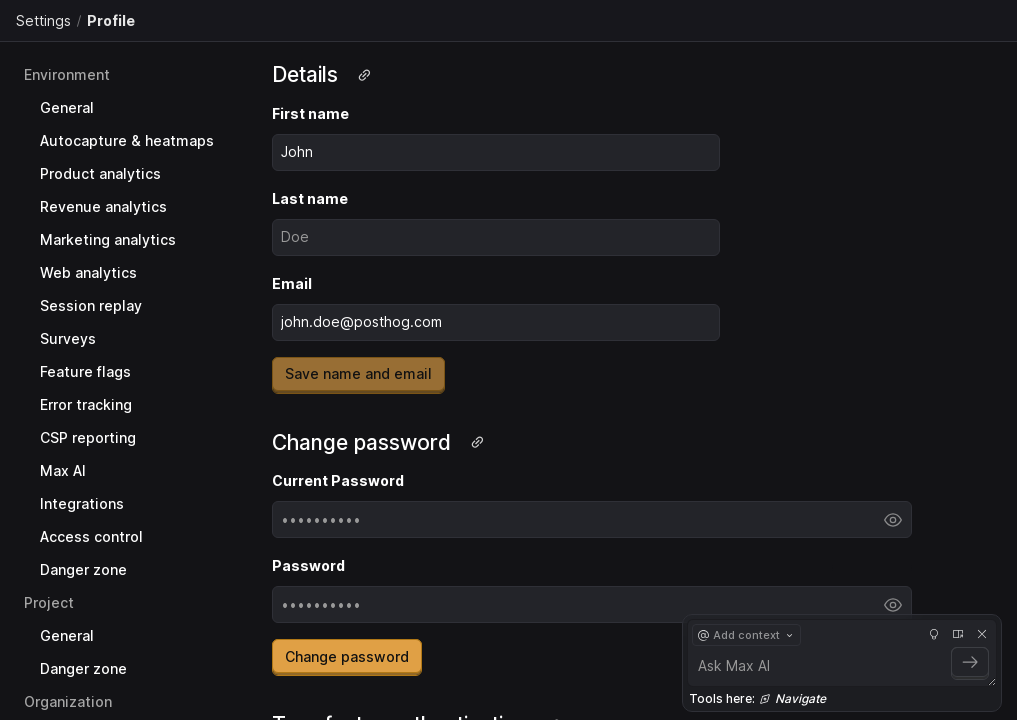 Settings / Profile
Environment
General
Autocapture & heatmaps
Product analytics
Revenue analytics
Marketing analytics
Web analytics
Session replay
Surveys
Feature flags
Error tracking
CSP reporting
Max AI
Integrations
Access control
Danger zone
Project
General
Danger zone
Organization
Details
First name
John
Last name
Doe
Email
john.doe@posthog.com
Save name and email
Change password
Current Password
••••••••••
Password
••••••••••
Change password
@ Add context
Ask Max AI
Tools here: Navigate